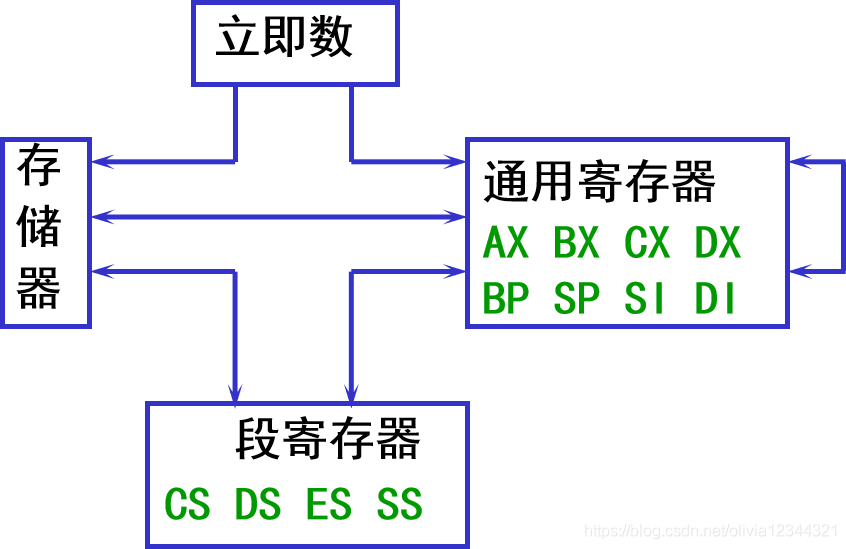 立即数
存
储
器
通用寄存器
AX BX CX DX
BP SP SI DI
段寄存器
CS DS ES SS
https://blog.csdn.net/olivia12344321